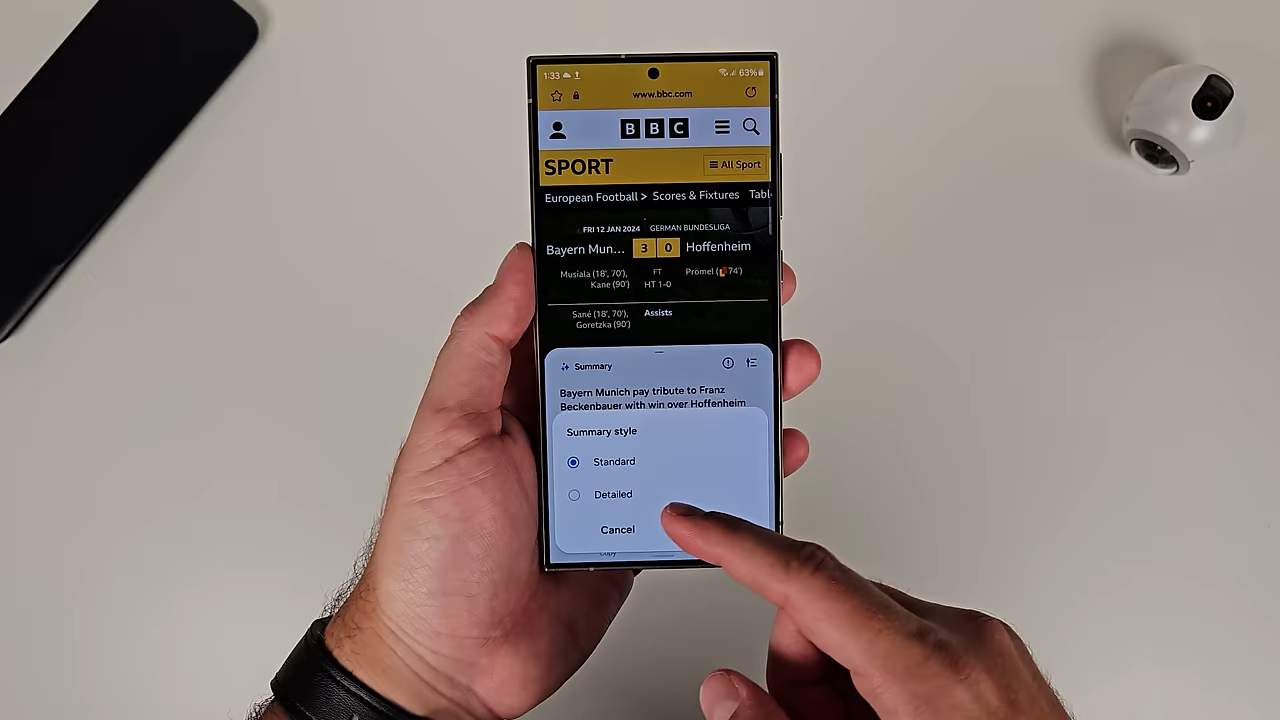 1:33 63%
www.bbc.com
BBC
SPORT All Sport
European Football > Scores & Fixtures Tabl
FRI 12 JAN 2024 GERMAN BUNDESLIGA
Bayern Mun... 3 0 Hoffenheim
Musiala (18', 70'), FT Prömel (74')
Kane (90') HT 1-0
Sané (18', 70'), Assists
Goretzka (90')
Summary
Bayern Munich pay tribute to Franz
Beckenbauer with win over Hoffenheim
Summary style
Standard
Detailed
Cancel
Copy